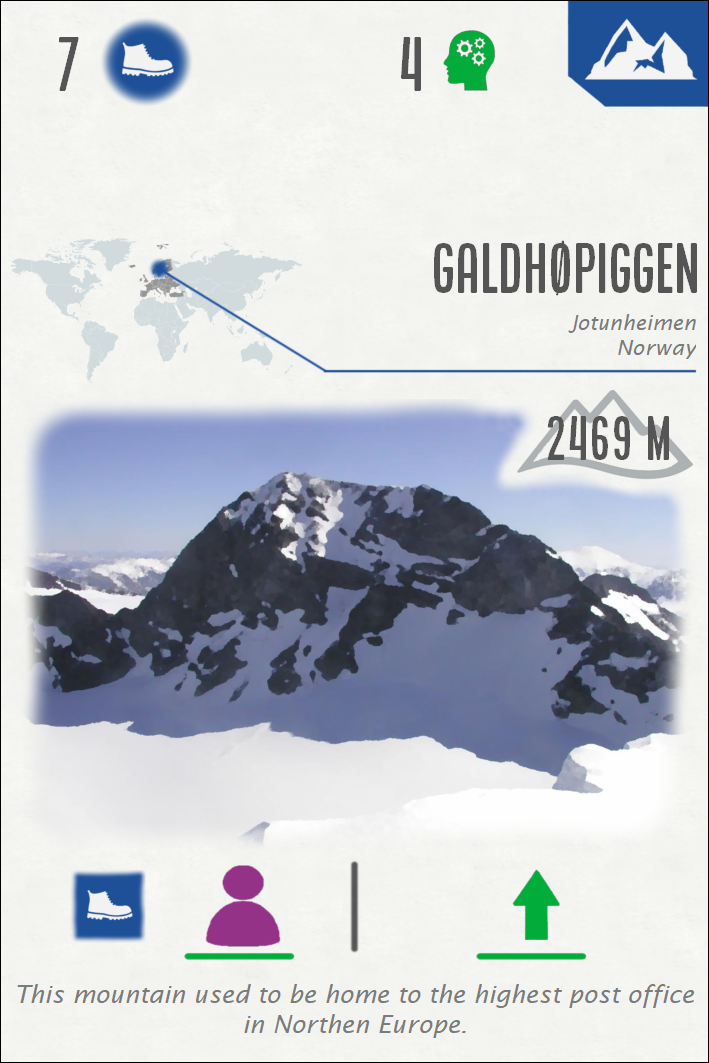 7
4
GALDHØPIGGEN
Jotunheimen
Norway
2469 M
This mountain used to be home to the highest post office
in Northen Europe.